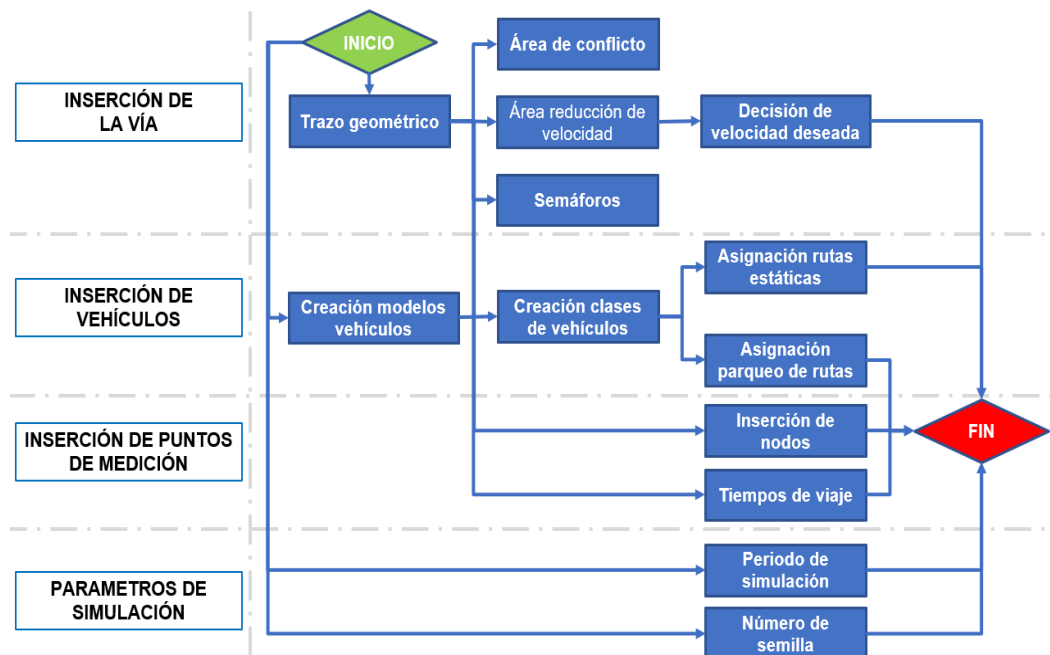 INICIO
Área de conflicto
INSERCIÓN DE
LA VÍA
Trazo geométrico
Área reducción de
velocidad
Decisión de
velocidad deseada
Semáforos
INSERCIÓN DE
VEHÍCULOS
Creación modelos
vehículos
Creación clases
de vehículos
Asignación rutas
estáticas
Asignación
parqueo de rutas
INSERCIÓN DE PUNTOS
DE MEDICIÓN
Inserción de
nodos
FIN
Tiempos de viaje
PARAMETROS DE
SIMULACIÓN
Periodo de
simulación
Número de
semilla